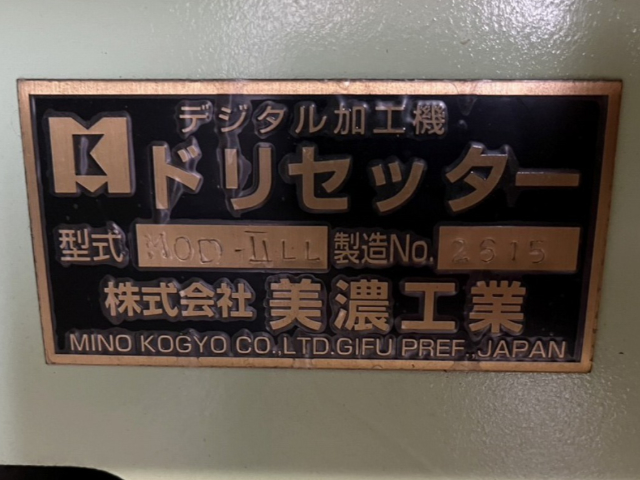 デジタル加工機
ドリセッター
型式 MOD-ⅡLL 製造No. 2615
株式会社 美濃工業
MINO KOGYO CO.,LTD.GIFU PREF.,JAPAN